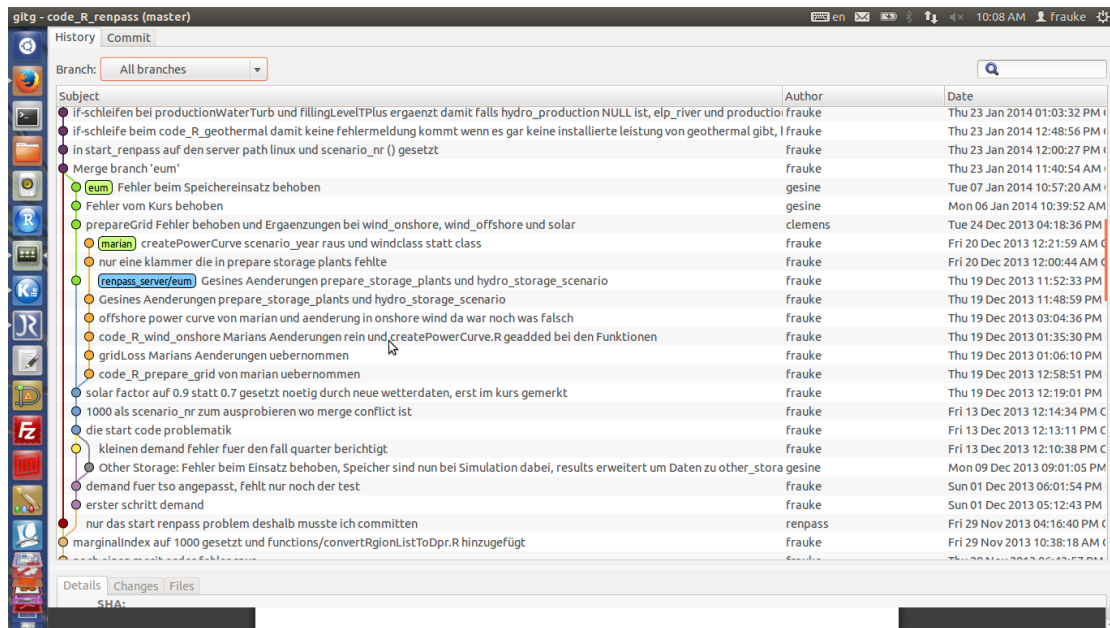 gitg - code_R_renpass (master) en 10:08 AM frauke
History Commit
Branch: All branches
Subject Author Date
if-schleifen bei productionWaterTurb und fillingLevelTPlus ergaenzt damit falls hydro_production NULL ist, elp_river und production frauke Thu 23 Jan 2014 01:03:32 PM
if-schleife beim code_R_geothermal damit keine fehlermeldung kommt wenn es gar keine installierte leistung von geothermal gibt, frauke Thu 23 Jan 2014 12:48:56 PM
in start_renpass auf den server path linux und scenario_nr () gesetzt frauke Thu 23 Jan 2014 12:00:27 PM
Merge branch 'eum' frauke Thu 23 Jan 2014 11:40:54 AM
eum Fehler beim Speichereinsatz behoben gesine Tue 07 Jan 2014 10:57:20 AM
Fehler vom Kurs behoben gesine Mon 06 Jan 2014 10:39:52 AM
prepareGrid Fehler behoben und Ergaenzungen bei wind_onshore, wind_offshore und solar clemens Tue 24 Dec 2013 04:18:36 PM
marian createPowerCurve scenario_year raus und windclass statt class frauke Fri 20 Dec 2013 12:21:59 AM
nur eine klammer die in prepare storage plants fehlte frauke Fri 20 Dec 2013 12:00:44 AM
renpass_server/eum Gesines Aenderungen prepare_storage_plants und hydro_storage_scenario frauke Thu 19 Dec 2013 11:52:33 PM
Gesines Aenderungen prepare_storage_plants und hydro_storage_scenario frauke Thu 19 Dec 2013 11:48:59 PM
offshore power curve von marian und aenderung in onshore wind da war noch was falsch frauke Thu 19 Dec 2013 03:04:36 PM
code_R_wind_onshore Marians Aenderungen rein und createPowerCurve.R geadded bei den Funktionen frauke Thu 19 Dec 2013 01:35:30 PM
gridLoss Marians Aenderungen uebernommen frauke Thu 19 Dec 2013 01:06:10 PM
code_R_prepare_grid von marian uebernommen frauke Thu 19 Dec 2013 12:58:51 PM
solar factor auf 0.9 statt 0.7 gesetzt noetig durch neue wetterdaten, erst im kurs gemerkt frauke Thu 19 Dec 2013 12:19:01 PM
1000 als scenario_nr zum ausprobieren wo merge conflict ist frauke Fri 13 Dec 2013 12:14:34 PM C
die start code problematik frauke Fri 13 Dec 2013 12:13:11 PM C
kleinen demand fehler fuer den fall quarter berichtigt frauke Fri 13 Dec 2013 12:10:38 PM C
Other Storage: Fehler beim Einsatz behoben, Speicher sind nun bei Simulation dabei, results erweitert um Daten zu other_stora gesine Mon 09 Dec 2013 09:01:05 PM
demand fuer tso angepasst, fehlt nur noch der test frauke Sun 01 Dec 2013 06:01:54 PM
erster schritt demand frauke Sun 01 Dec 2013 05:12:43 PM
nur das start renpass problem deshalb musste ich committen renpass Fri 29 Nov 2013 04:16:40 PM
marginalIndex auf 1000 gesetzt und functions/convertRgionListToDpr.R hinzugefügt frauke Fri 29 Nov 2013 10:38:18 AM
Details Changes Files
SHA: